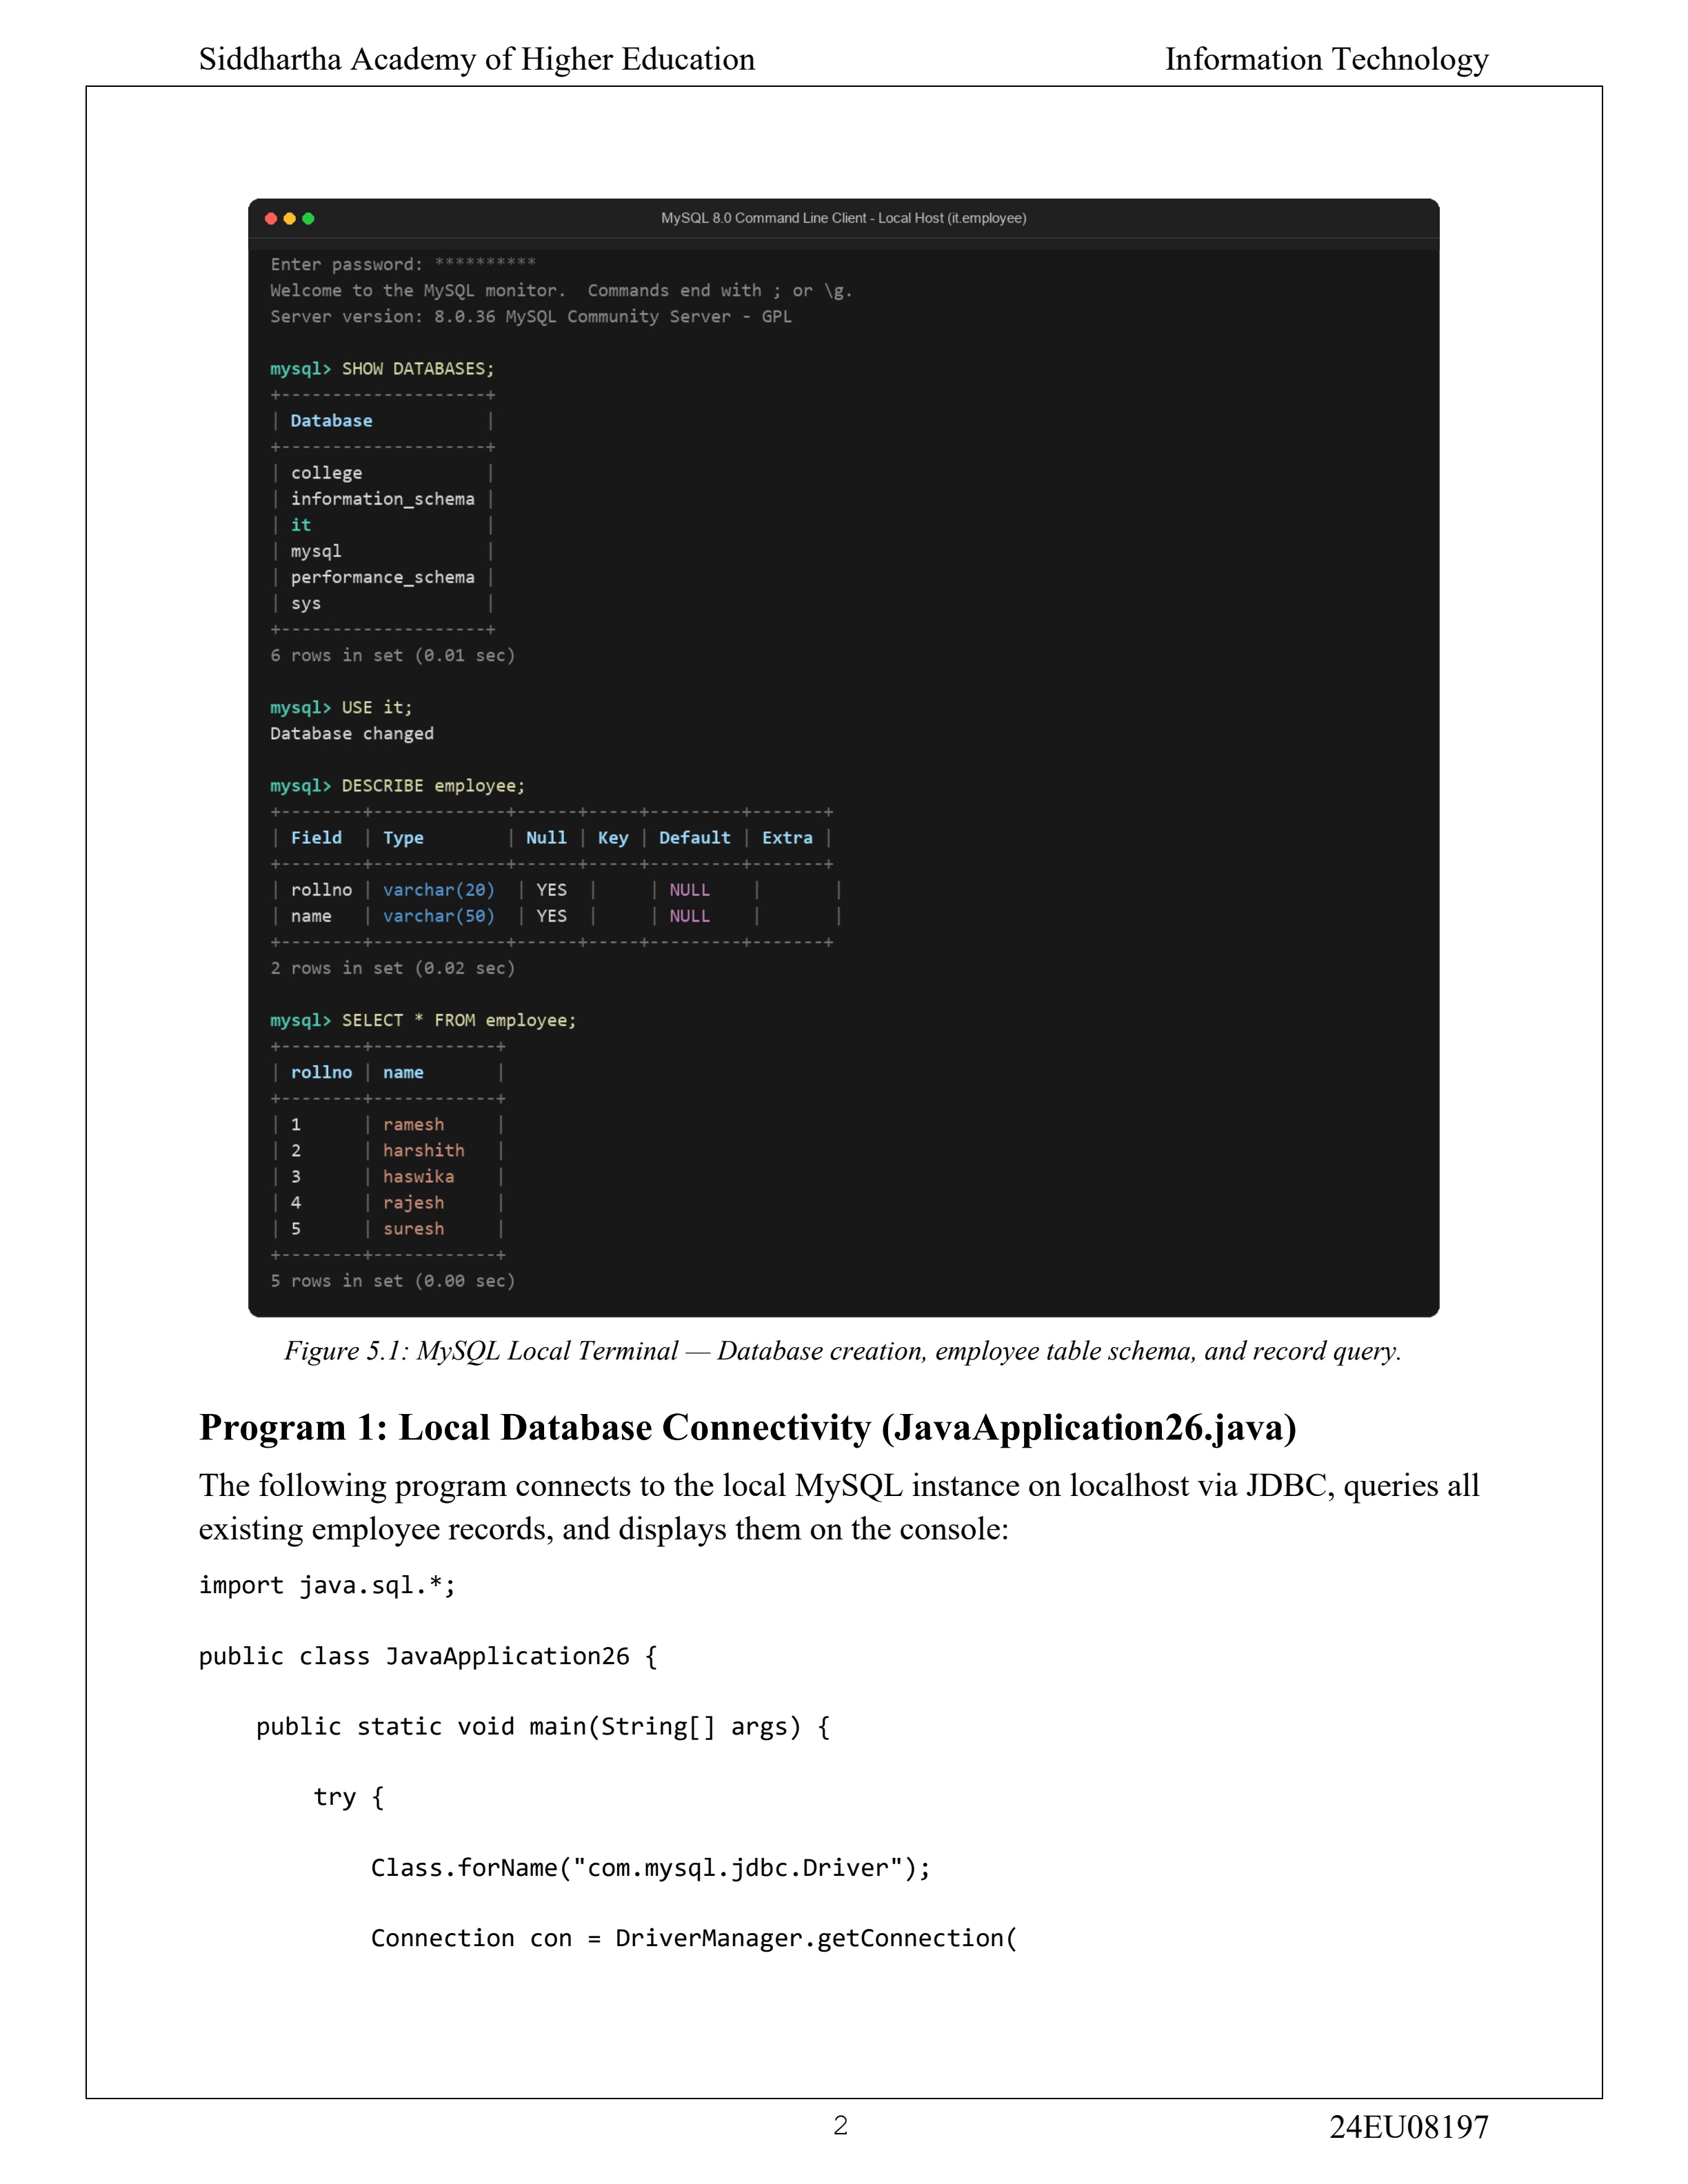 Siddhartha Academy of Higher Education Information Technology
MySQL 8.0 Command Line Client - Local Host (it.employee)
Enter password: **********
Welcome to the MySQL monitor.  Commands end with ; or \g.
Server version: 8.0.36 MySQL Community Server - GPL
mysql> SHOW DATABASES;
+--------------------+
| Database           |
+--------------------+
| college            |
| information_schema |
| it                 |
| mysql              |
| performance_schema |
| sys                |
+--------------------+
6 rows in set (0.01 sec)
mysql> USE it;
Database changed
mysql> DESCRIBE employee;
+--------+-------------+------+-----+---------+-------+
| Field  | Type        | Null | Key | Default | Extra |
+--------+-------------+------+-----+---------+-------+
| rollno | varchar(20)  | YES  |     | NULL    |       |
| name   | varchar(50)  | YES  |     | NULL    |       |
+--------+-------------+------+-----+---------+-------+
2 rows in set (0.02 sec)
mysql> SELECT * FROM employee;
+--------+------------+
| rollno | name       |
+--------+------------+
| 1      | ramesh     |
| 2      | harshith   |
| 3      | haswika    |
| 4      | rajesh     |
| 5      | suresh     |
+--------+------------+
5 rows in set (0.00 sec)
Figure 5.1: MySQL Local Terminal — Database creation, employee table schema, and record query.
Program 1: Local Database Connectivity (JavaApplication26.java)
The following program connects to the local MySQL instance on localhost via JDBC, queries all
existing employee records, and displays them on the console:
import java.sql.*;
public class JavaApplication26 {
    public static void main(String[] args) {
        try {
            Class.forName("com.mysql.jdbc.Driver");
            Connection con = DriverManager.getConnection(
2 24EU08197